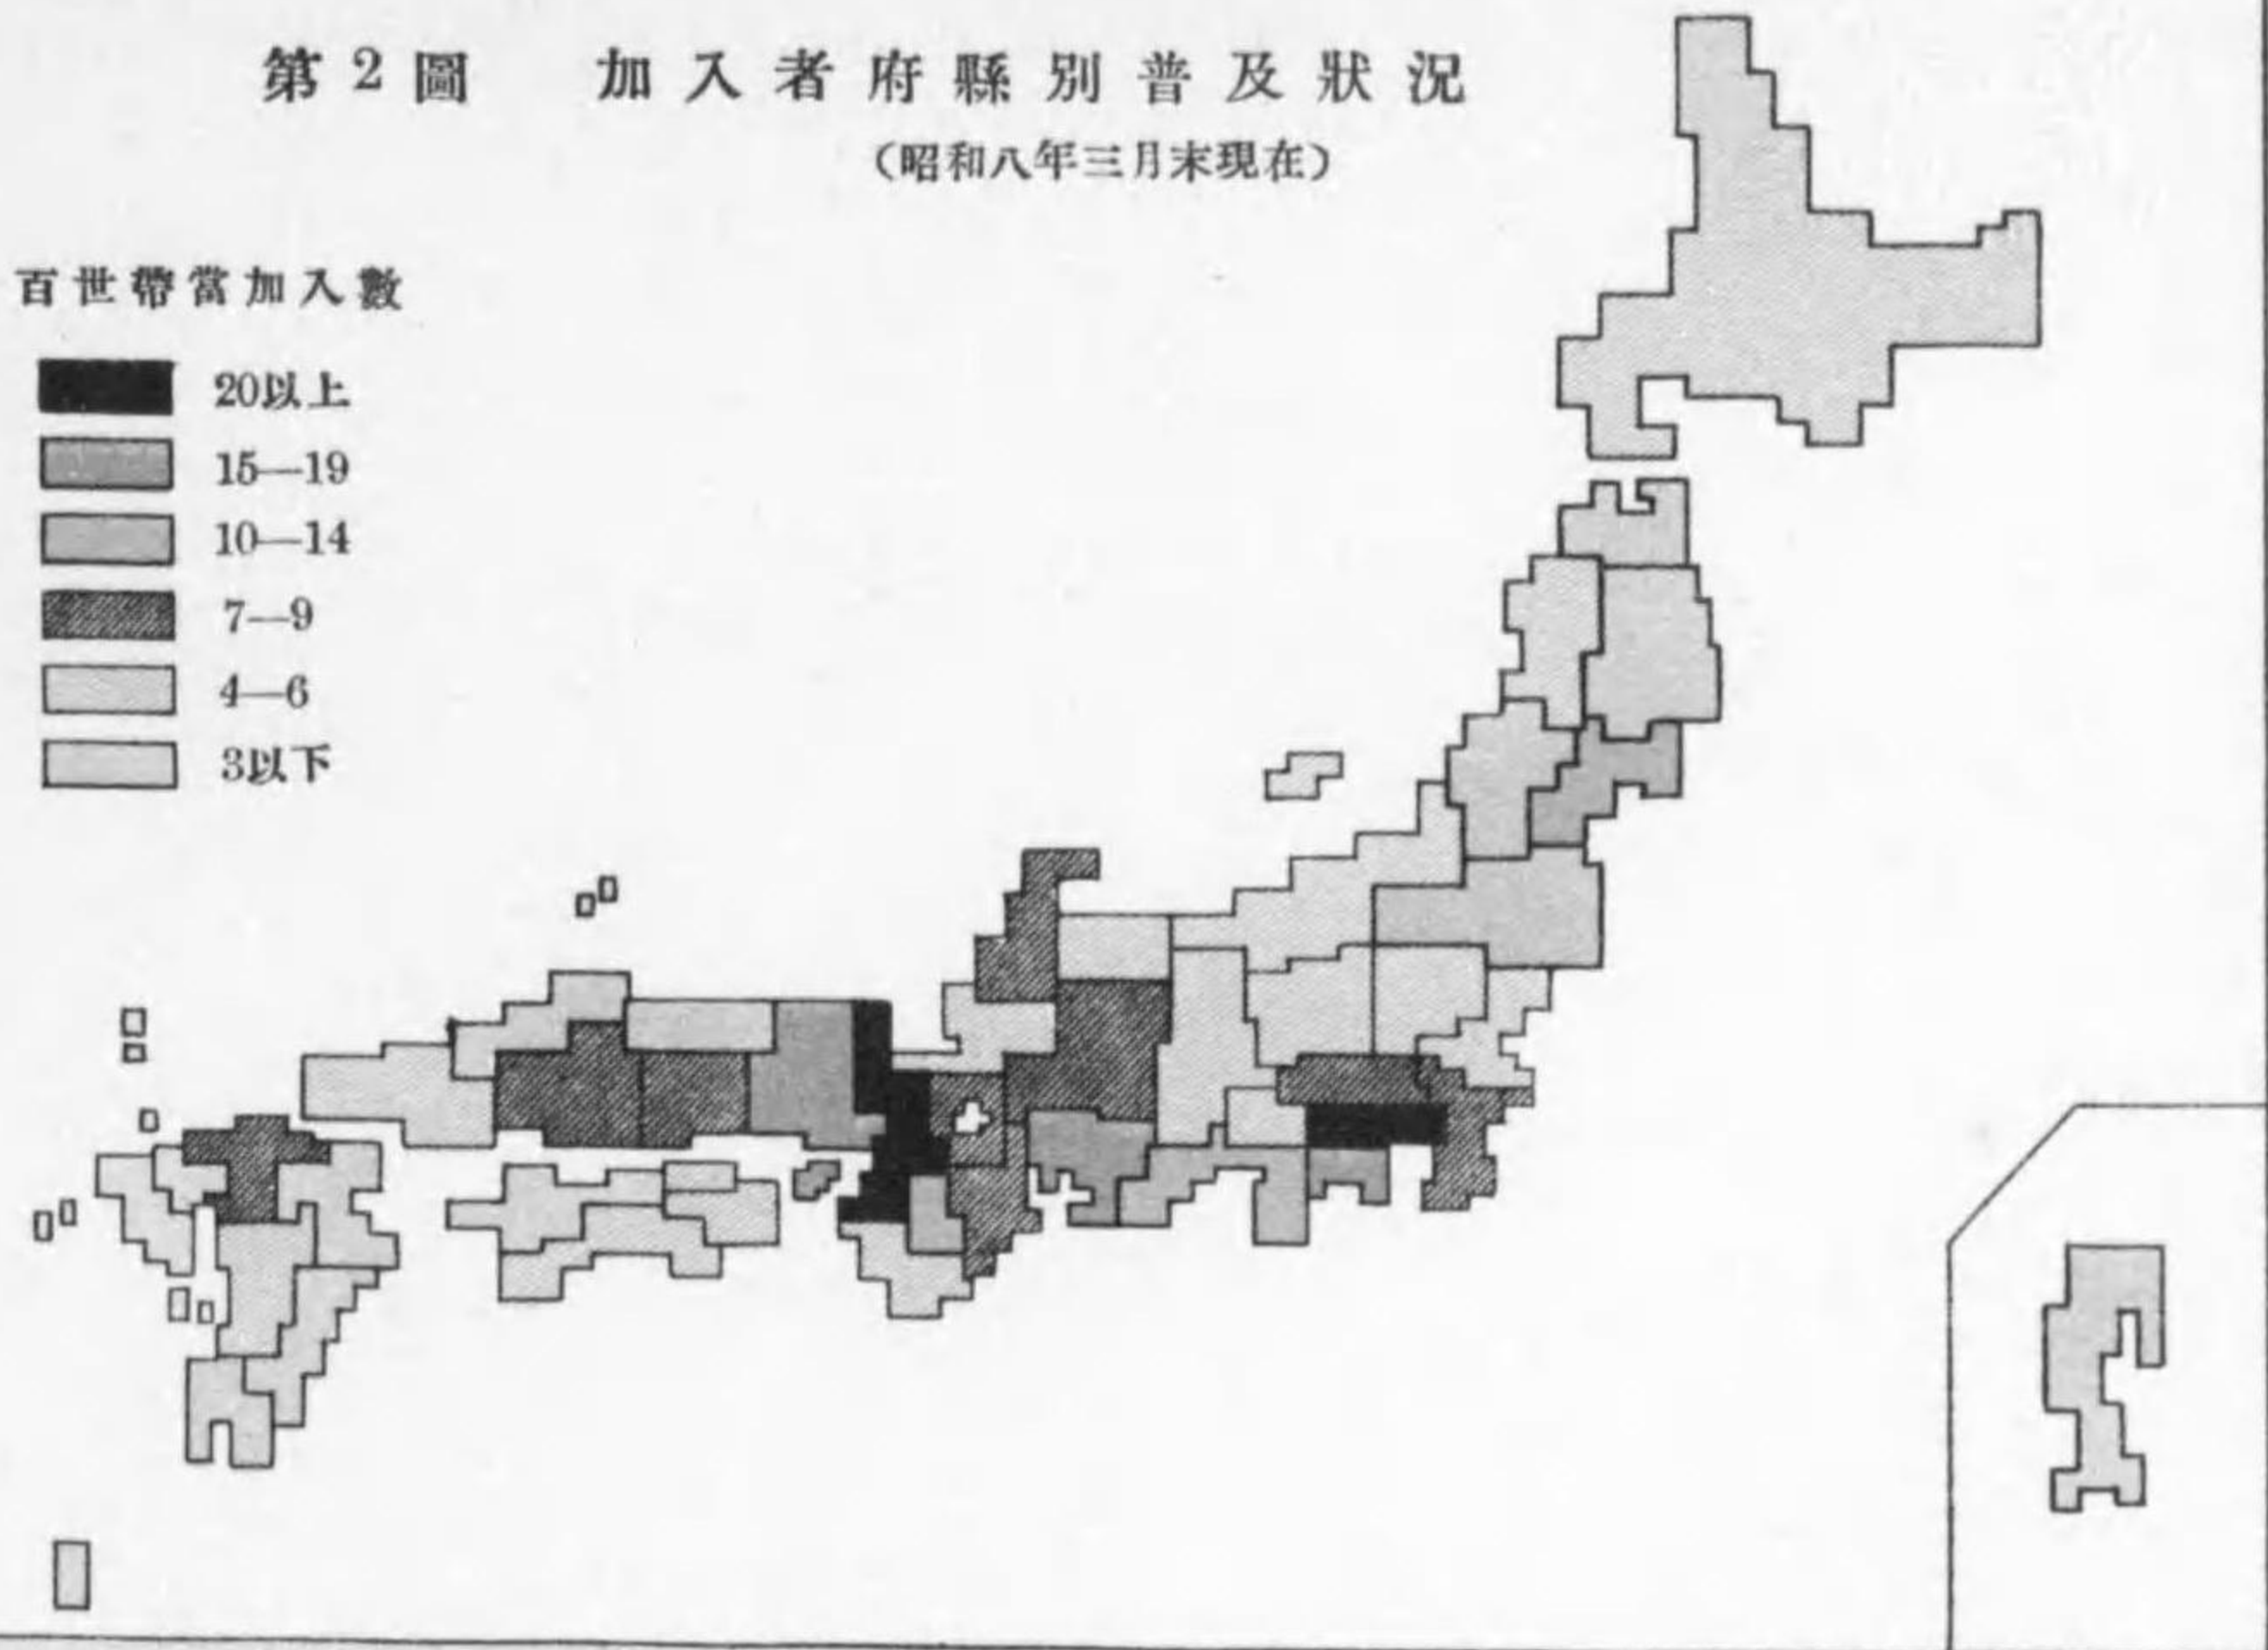 第2圖 加入者府縣別普及狀況
(昭和八年三月末現在)
百世帶當加入數
20以上
15—19
10—14
7—9
4—6
3以下